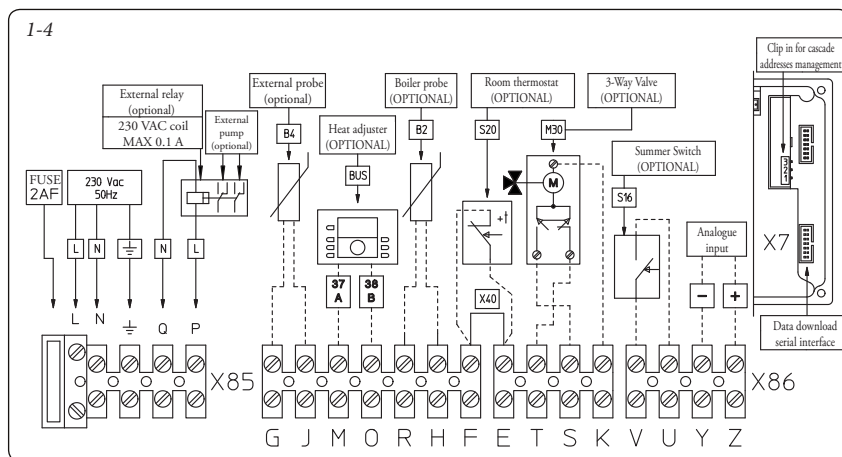 1-4
Clip in for cascade
addresses management
External probe
(optional)
Boiler probe
(OPTIONAL)
Room thermostat
(OPTIONAL)
3-Way Valve
(OPTIONAL)
External relay
(optional)
230 VAC coil
MAX 0.1 A
External
pump
(optional)
Heat adjuster
(OPTIONAL)
B4
B2
S20
M30
Summer Switch
(OPTIONAL)
BUS
FUSE
2AF
230 Vac
50Hz
M
+t
S16
3
2
1
X7
Analogue
input
L
N
N
L
37
A
38
B
X40
−
+
L
N
Q
P
Data download
serial interface
X85
X86
G J M O R H F E T S K V U Y Z